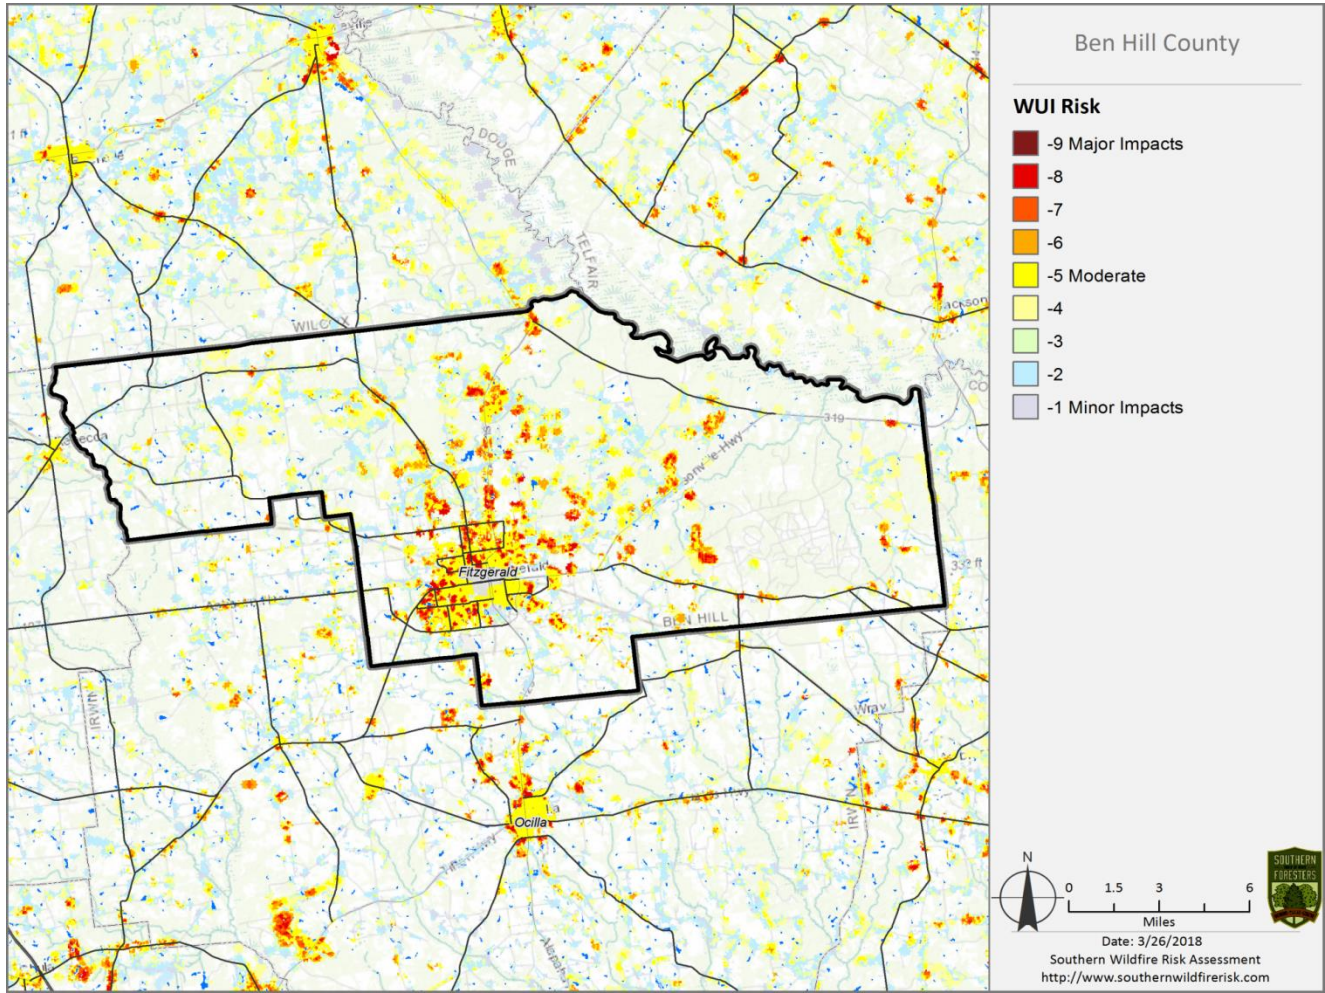 Ben Hill County
WUI Risk
-9 Major Impacts
-8
-7
-6
-5 Moderate
-4
-3
-2
-1 Minor Impacts
DODGE
TELFAIR
WILCOX
319
Fitzgerald
BEN HILL
IRWIN
IRWIN
Ocilla
N
0 1.5 3 6
Miles
Date: 3/26/2018
Southern Wildfire Risk Assessment
http://www.southernwildfirerisk.com
SOUTHERN
FORESTERS